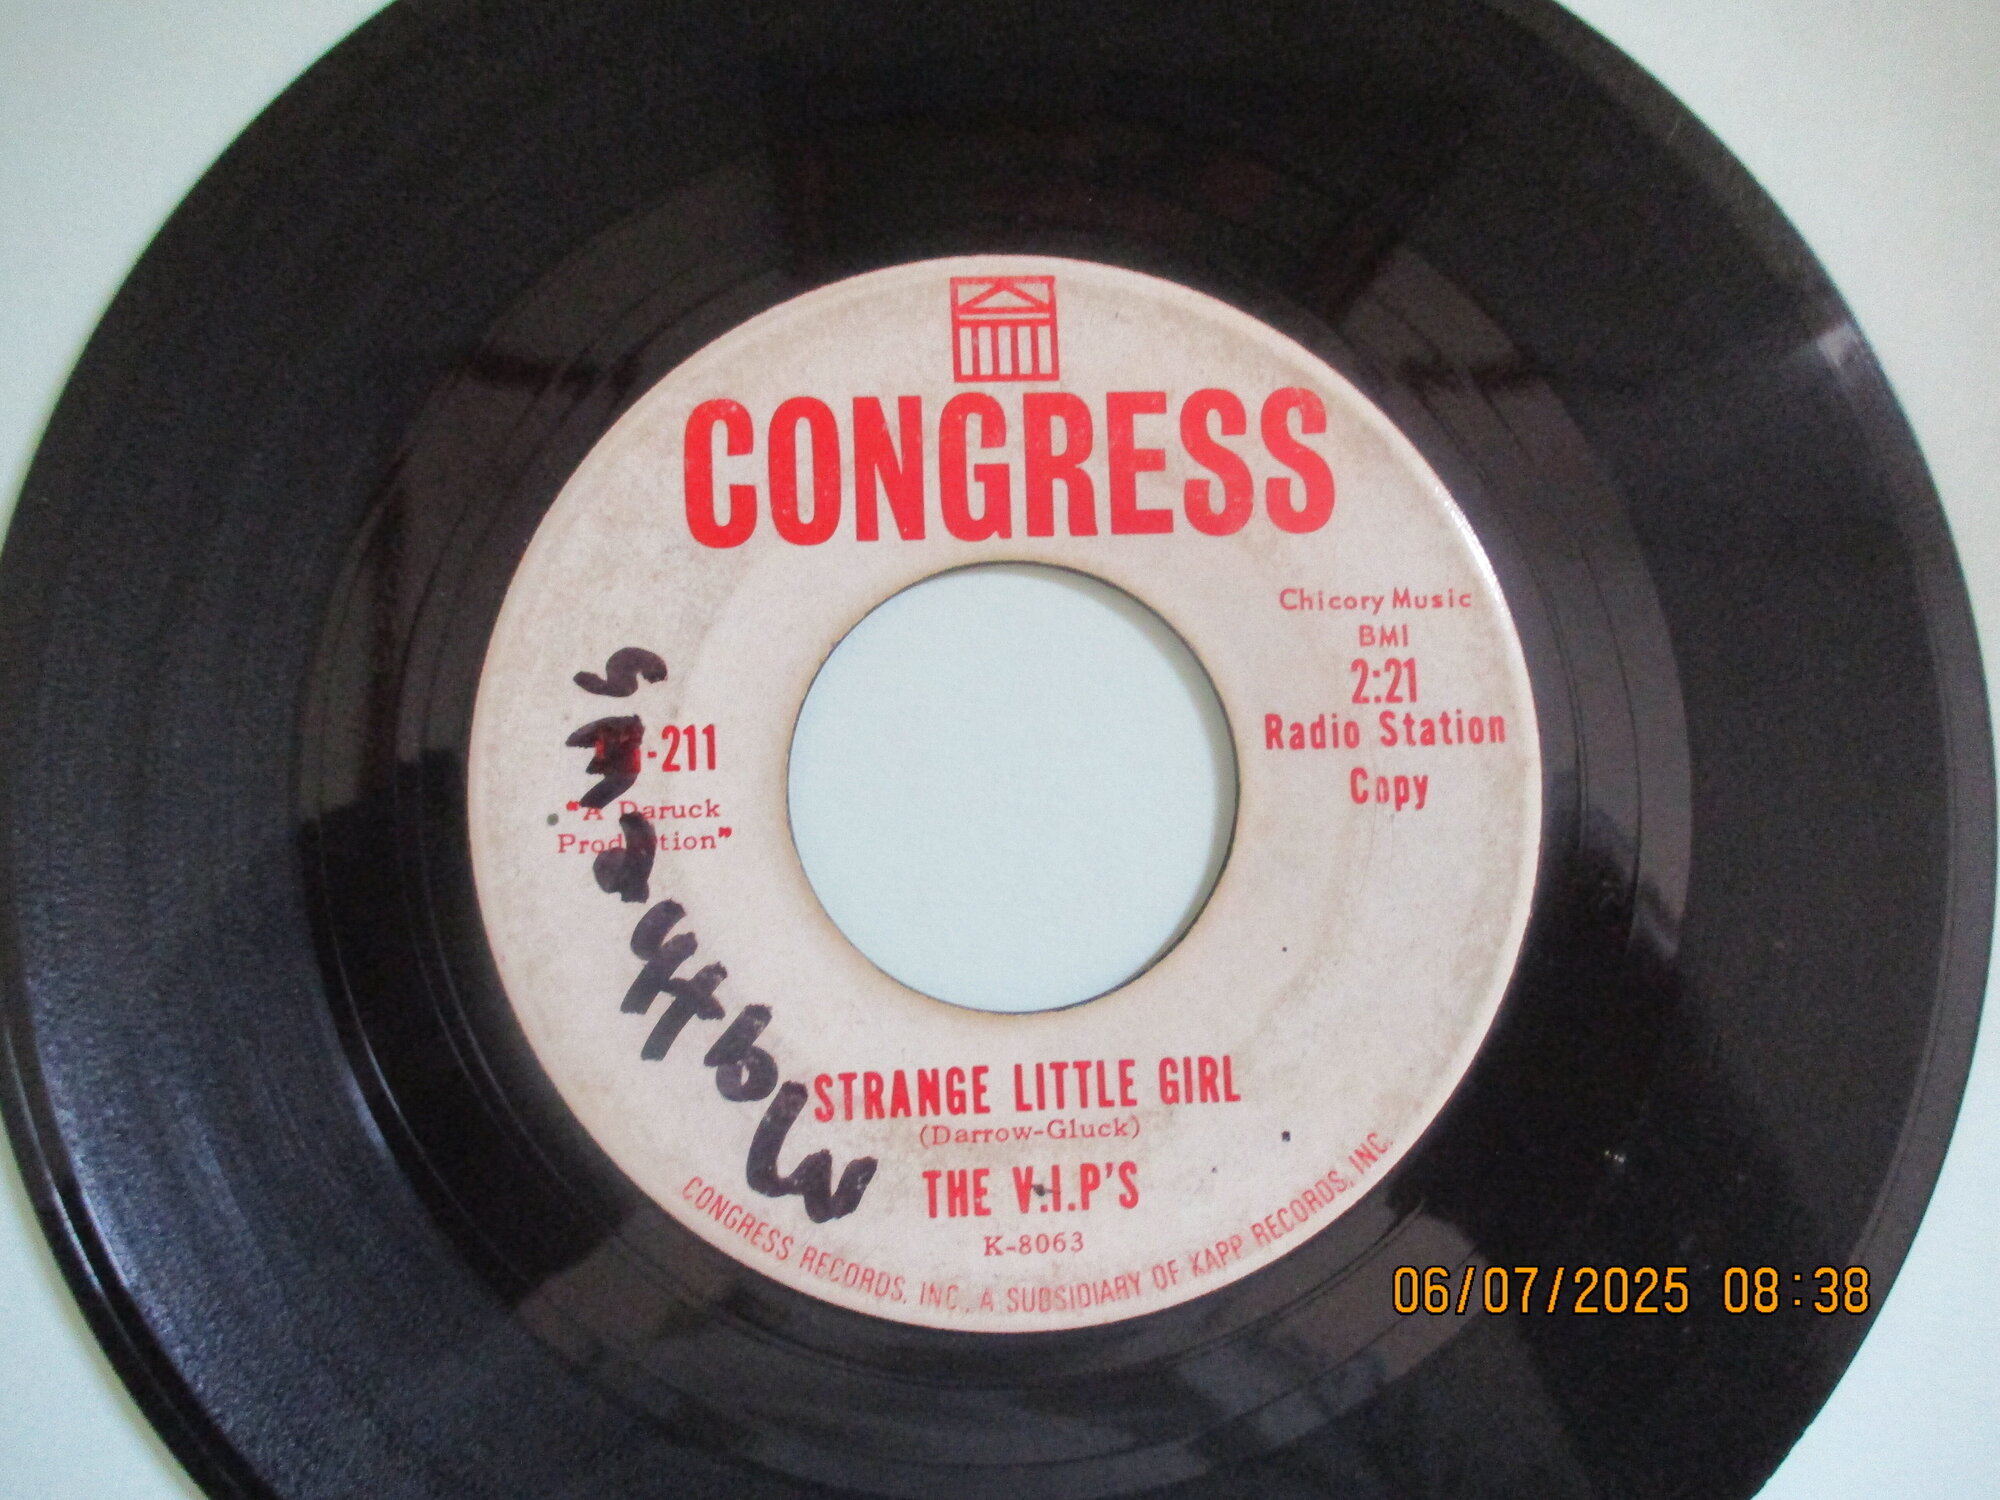 CONGRESS
Chicory Music
BMI
2:21
Radio Station
Copy
-211
"A Daruck
Production"
STRANGE LITTLE GIRL
(Darrow-Gluck)
THE V.I.P'S
K-8063
CONGRESS RECORDS, INC., A SUBSIDIARY OF KAPP RECORDS, INC.
06/07/2025 08:38